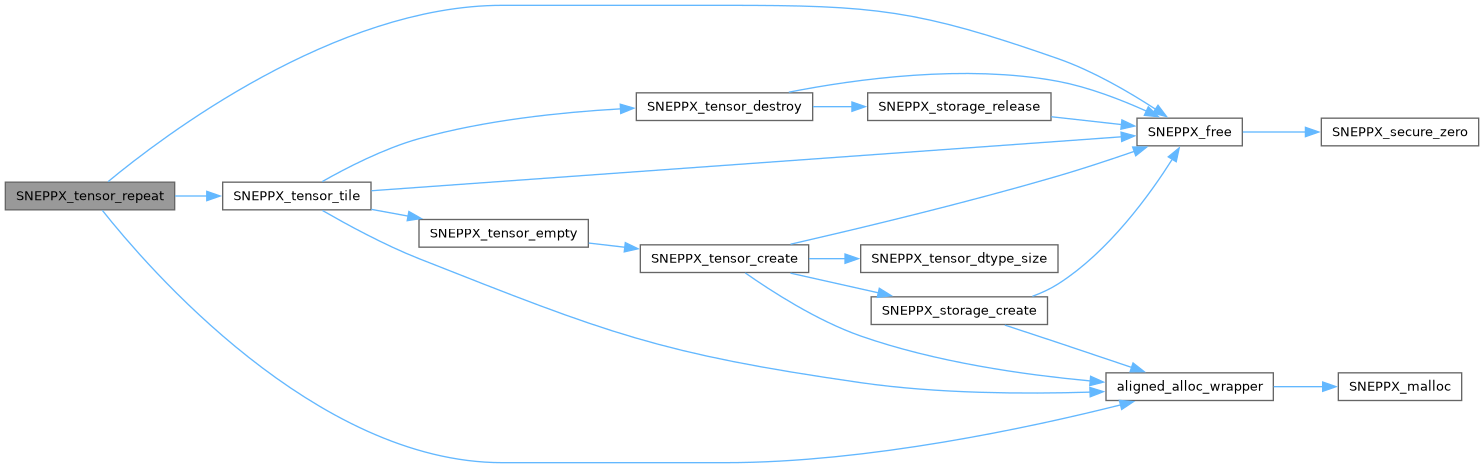 SNEPPX_tensor_repeat
SNEPPX_tensor_tile
SNEPPX_tensor_destroy
SNEPPX_storage_release
SNEPPX_free
SNEPPX_secure_zero
SNEPPX_tensor_empty
SNEPPX_tensor_create
SNEPPX_tensor_dtype_size
SNEPPX_storage_create
aligned_alloc_wrapper
SNEPPX_malloc